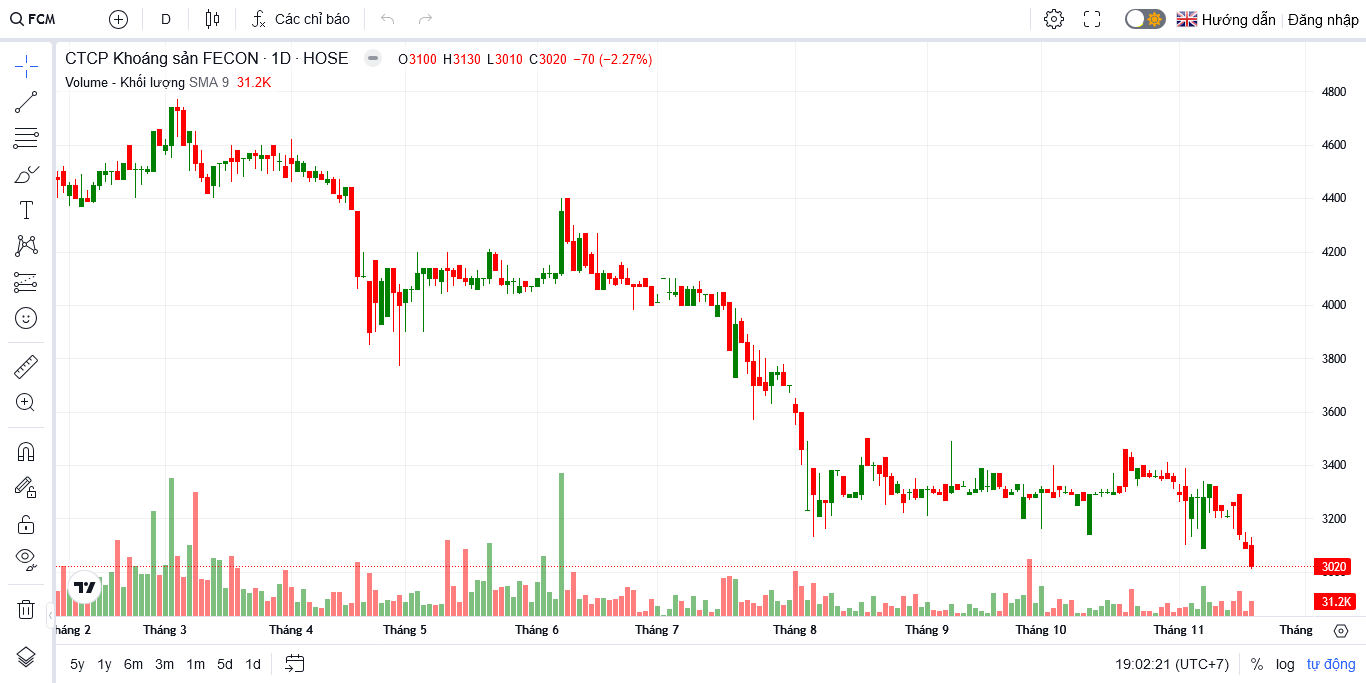 FCM D Các chỉ báo Hướng dẫn Đăng nhập
CTCP Khoáng sản FECON · 1D · HOSE O3100 H3130 L3010 C3020 −70 (−2.27%)
Volume - Khối lượng SMA 9 31.2K
4800
4600
4400
4200
4000
3800
3600
3400
3200
3020
31.2K
Tháng 3 Tháng 4 Tháng 5 Tháng 6 Tháng 7 Tháng 8 Tháng 9 Tháng 10 Tháng 11 Tháng
5y 1y 6m 3m 1m 5d 1d 19:02:21 (UTC+7) % log tự động